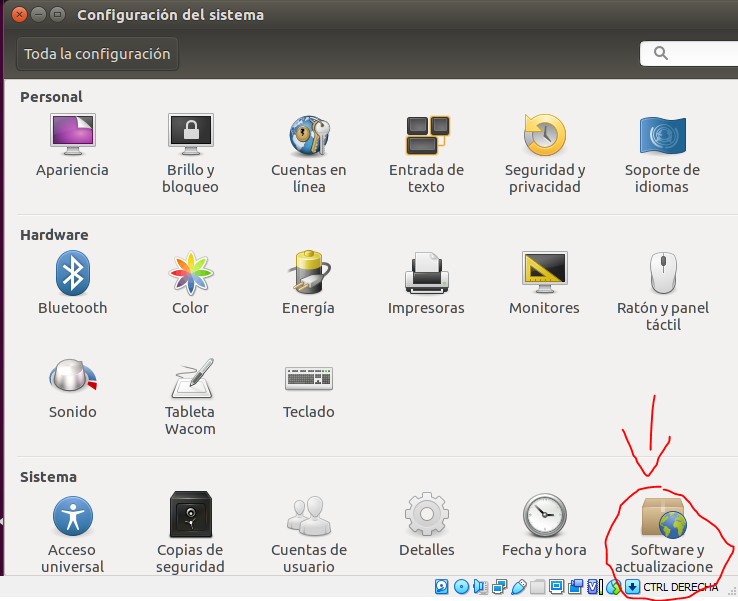 Configuración del sistema
Toda la configuración
Personal
Apariencia
Brillo y
bloqueo
Cuentas en
línea
Entrada de
texto
Seguridad y
privacidad
Soporte de
idiomas
Hardware
Bluetooth
Color
Energía
Impresoras
Monitores
Ratón y panel
táctil
Sonido
Tableta
Wacom
Teclado
Sistema
Acceso
universal
Copias de
seguridad
Cuentas de
usuario
Detalles
Fecha y hora
Software y
actualizacione
CTRL DERECHA